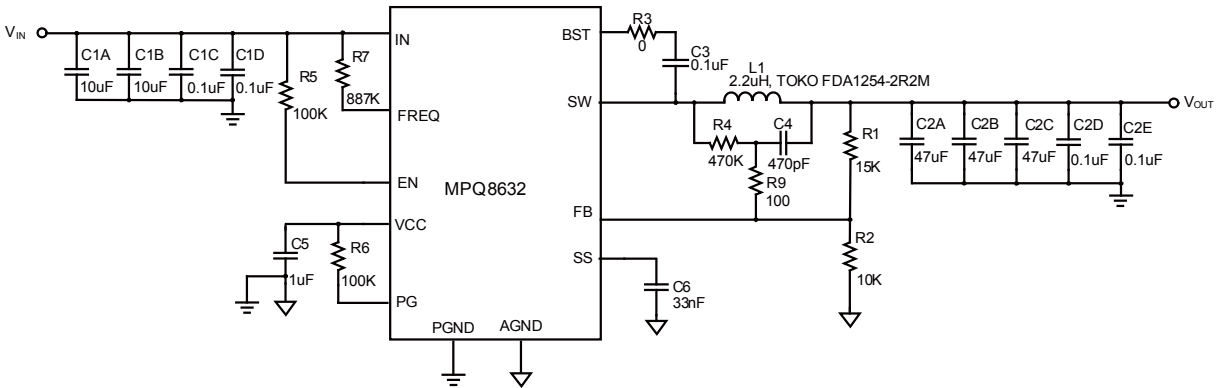 VIN
C1A
10uF
C1B
10uF
C1C
0.1uF
C1D
0.1uF
R5
100K
R7
887K
IN
FREQ
EN
VCC
PG
PGND
AGND
MPQ8632
BST
SW
FB
SS
C5
1uF
R6
100K
R3
0
C3
0.1uF
L1
2.2uH, TOKO FDA1254-2R2M
R4
470K
C4
470pF
R9
100
R1
15K
R2
10K
C6
33nF
C2A
47uF
C2B
47uF
C2C
47uF
C2D
0.1uF
C2E
0.1uF
VOUT